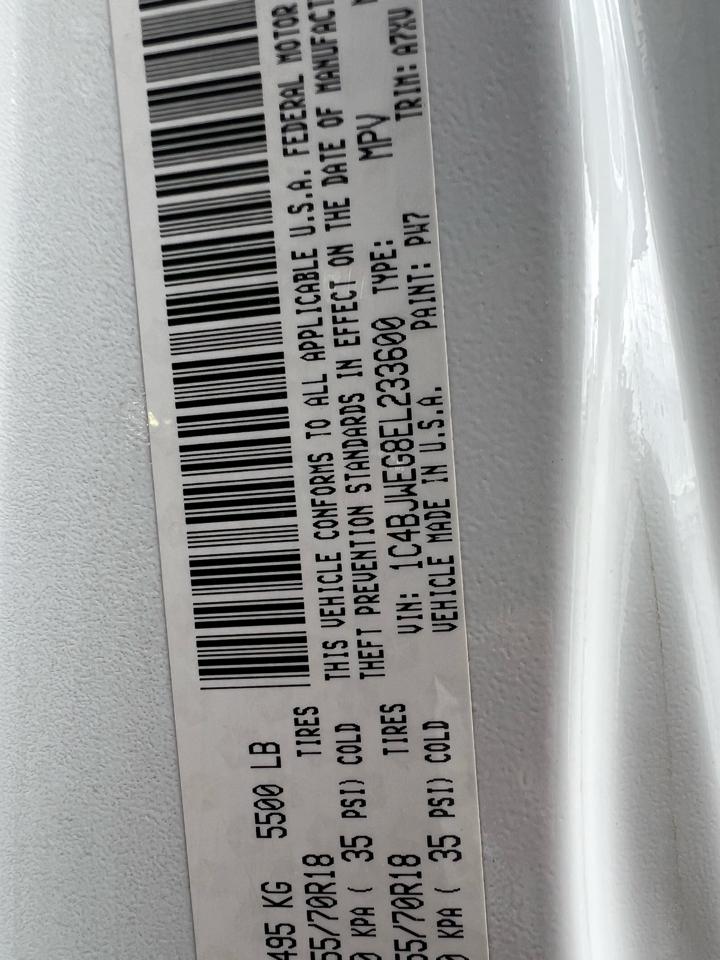 495 KG 5500 LB
55/70R18 TIRES
0 KPA ( 35 PSI) COLD
55/70R18 TIRES
0 KPA ( 35 PSI) COLD
THIS VEHICLE CONFORMS TO ALL APPLICABLE U.S.A. FEDERAL MOTOR
THEFT PREVENTION STANDARDS IN EFFECT ON THE DATE OF MANUFACT
VIN: 1C4BJWEG8EL233600 TYPE: MPV
VEHICLE MADE IN U.S.A. PAINT: PW7 TRIM: A7XV